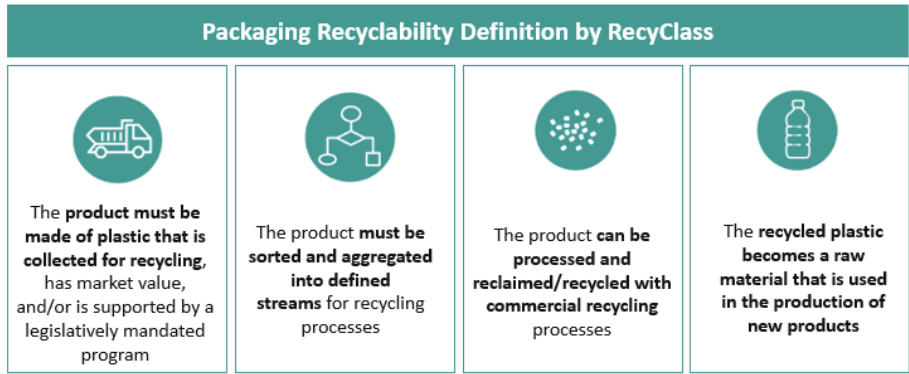 Packaging Recyclability Definition by RecyClass
The product must be
made of plastic that is
collected for recycling,
has market value,
and/or is supported by a
legislatively mandated
program
The product must be
sorted and aggregated
into defined
streams for recycling
processes
The product can be
processed and
reclaimed/recycled with
commercial recycling
processes
The recycled plastic
becomes a raw
material that is used
in the production of
new products